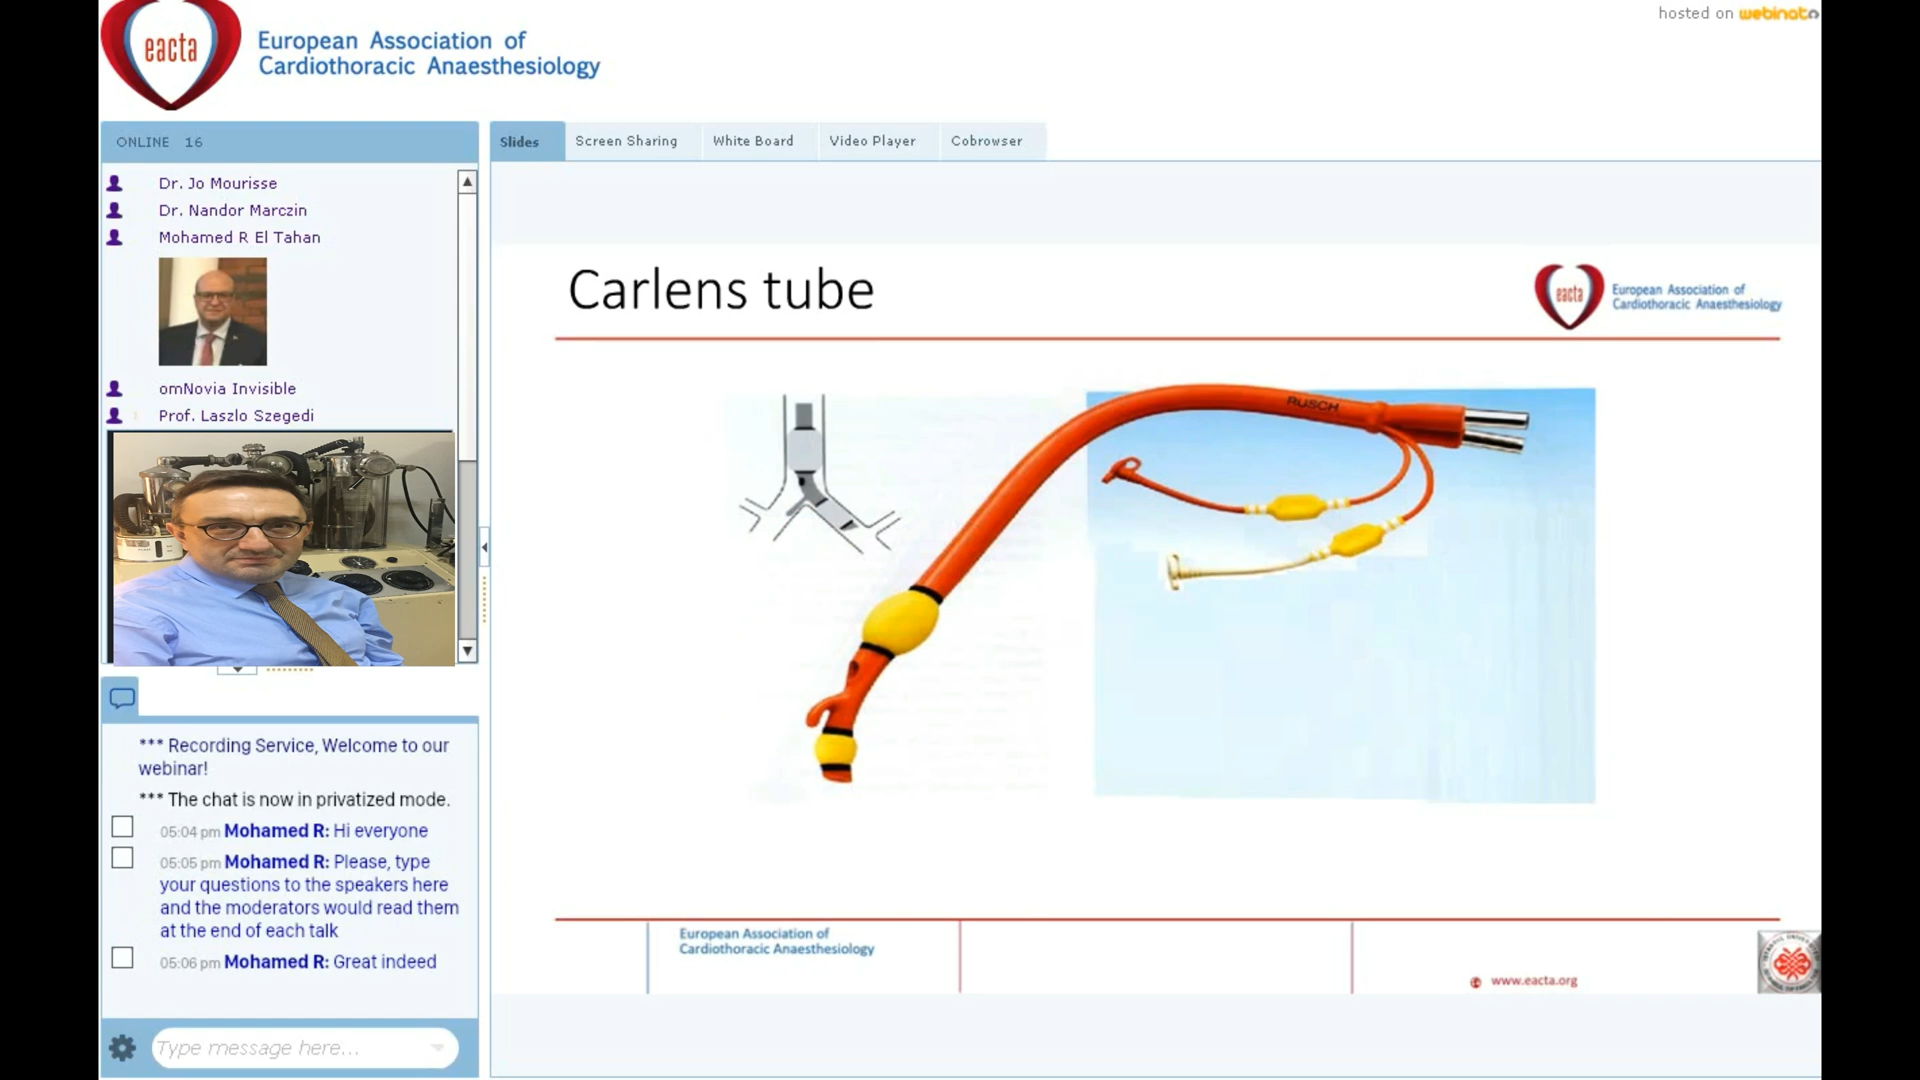 eacta
European Association of
Cardiothoracic Anaesthesiology
hosted on webinato
ONLINE 16
Dr. Jo Mourisse
Dr. Nandor Marczin
Mohamed R El Tahan
omNovia Invisible
Prof. Laszlo Szegedi
*** Recording Service, Welcome to our
webinar!
*** The chat is now in privatized mode.
05:04 pm Mohamed R: Hi everyone
05:05 pm Mohamed R: Please, type
your questions to the speakers here
and the moderators would read them
at the end of each talk
05:06 pm Mohamed R: Great indeed
Type message here...
Slides
Screen Sharing
White Board
Video Player
Cobrowser
Carlens tube
eacta
European Association of
Cardiothoracic Anaesthesiology
RUSCH
European Association of
Cardiothoracic Anaesthesiology
www.eacta.org